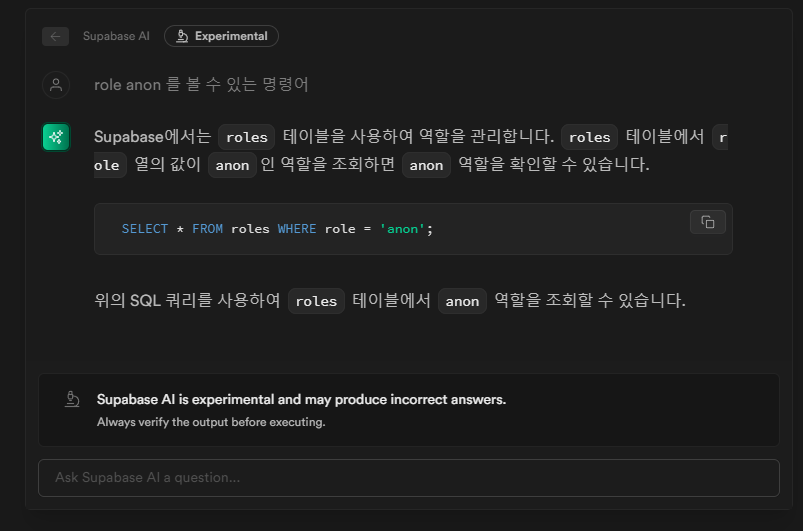 Supabase AI Experimental
role anon 를 볼 수 있는 명령어
Supabase에서는 roles 테이블을 사용하여 역할을 관리합니다. roles 테이블에서 r
ole 열의 값이 anon 인 역할을 조회하면 anon 역할을 확인할 수 있습니다.
SELECT * FROM roles WHERE role = 'anon';
위의 SQL 쿼리를 사용하여 roles 테이블에서 anon 역할을 조회할 수 있습니다.
Supabase AI is experimental and may produce incorrect answers.
Always verify the output before executing.
Ask Supabase AI a question...